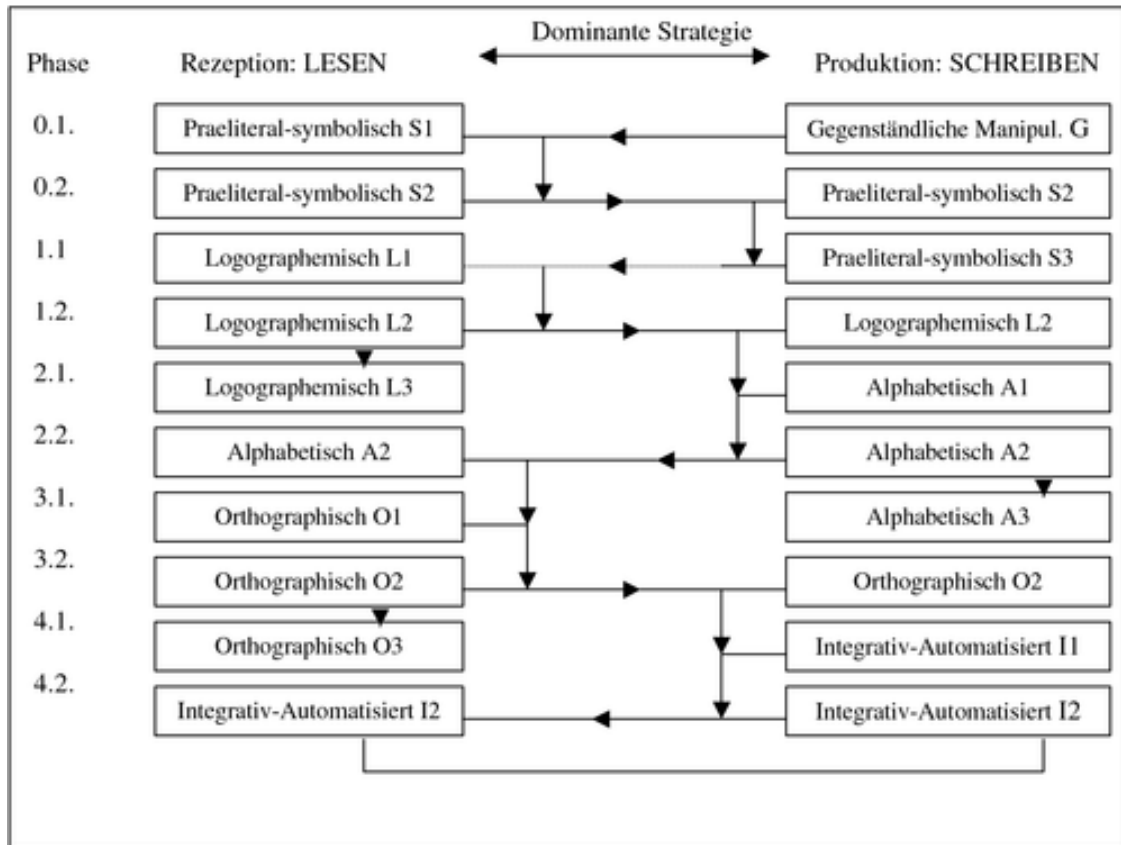 Dominante Strategie
Phase Rezeption: LESEN Produktion: SCHREIBEN
0.1. Praeliteral-symbolisch S1 Gegenständliche Manipul. G
0.2. Praeliteral-symbolisch S2 Praeliteral-symbolisch S2
1.1 Logographemisch L1 Praeliteral-symbolisch S3
1.2. Logographemisch L2 Logographemisch L2
2.1. Logographemisch L3 Alphabetisch A1
2.2. Alphabetisch A2 Alphabetisch A2
3.1. Orthographisch O1 Alphabetisch A3
3.2. Orthographisch O2 Orthographisch O2
4.1. Orthographisch O3 Integrativ-Automatisiert I1
4.2. Integrativ-Automatisiert I2 Integrativ-Automatisiert I2